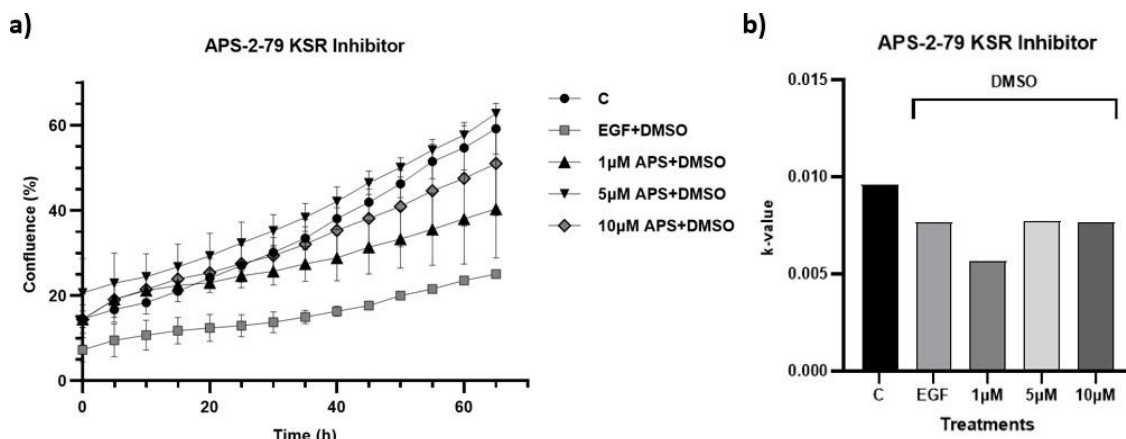 a)
APS-2-79 KSR Inhibitor
Confluence (%)
60
40
20
0
0 20 40 60
Time (h)
C
EGF+DMSO
1µM APS+DMSO
5µM APS+DMSO
10µM APS+DMSO
b)
APS-2-79 KSR Inhibitor
DMSO
k-value
0.015
0.010
0.005
0.000
C EGF 1µM 5µM 10µM
Treatments